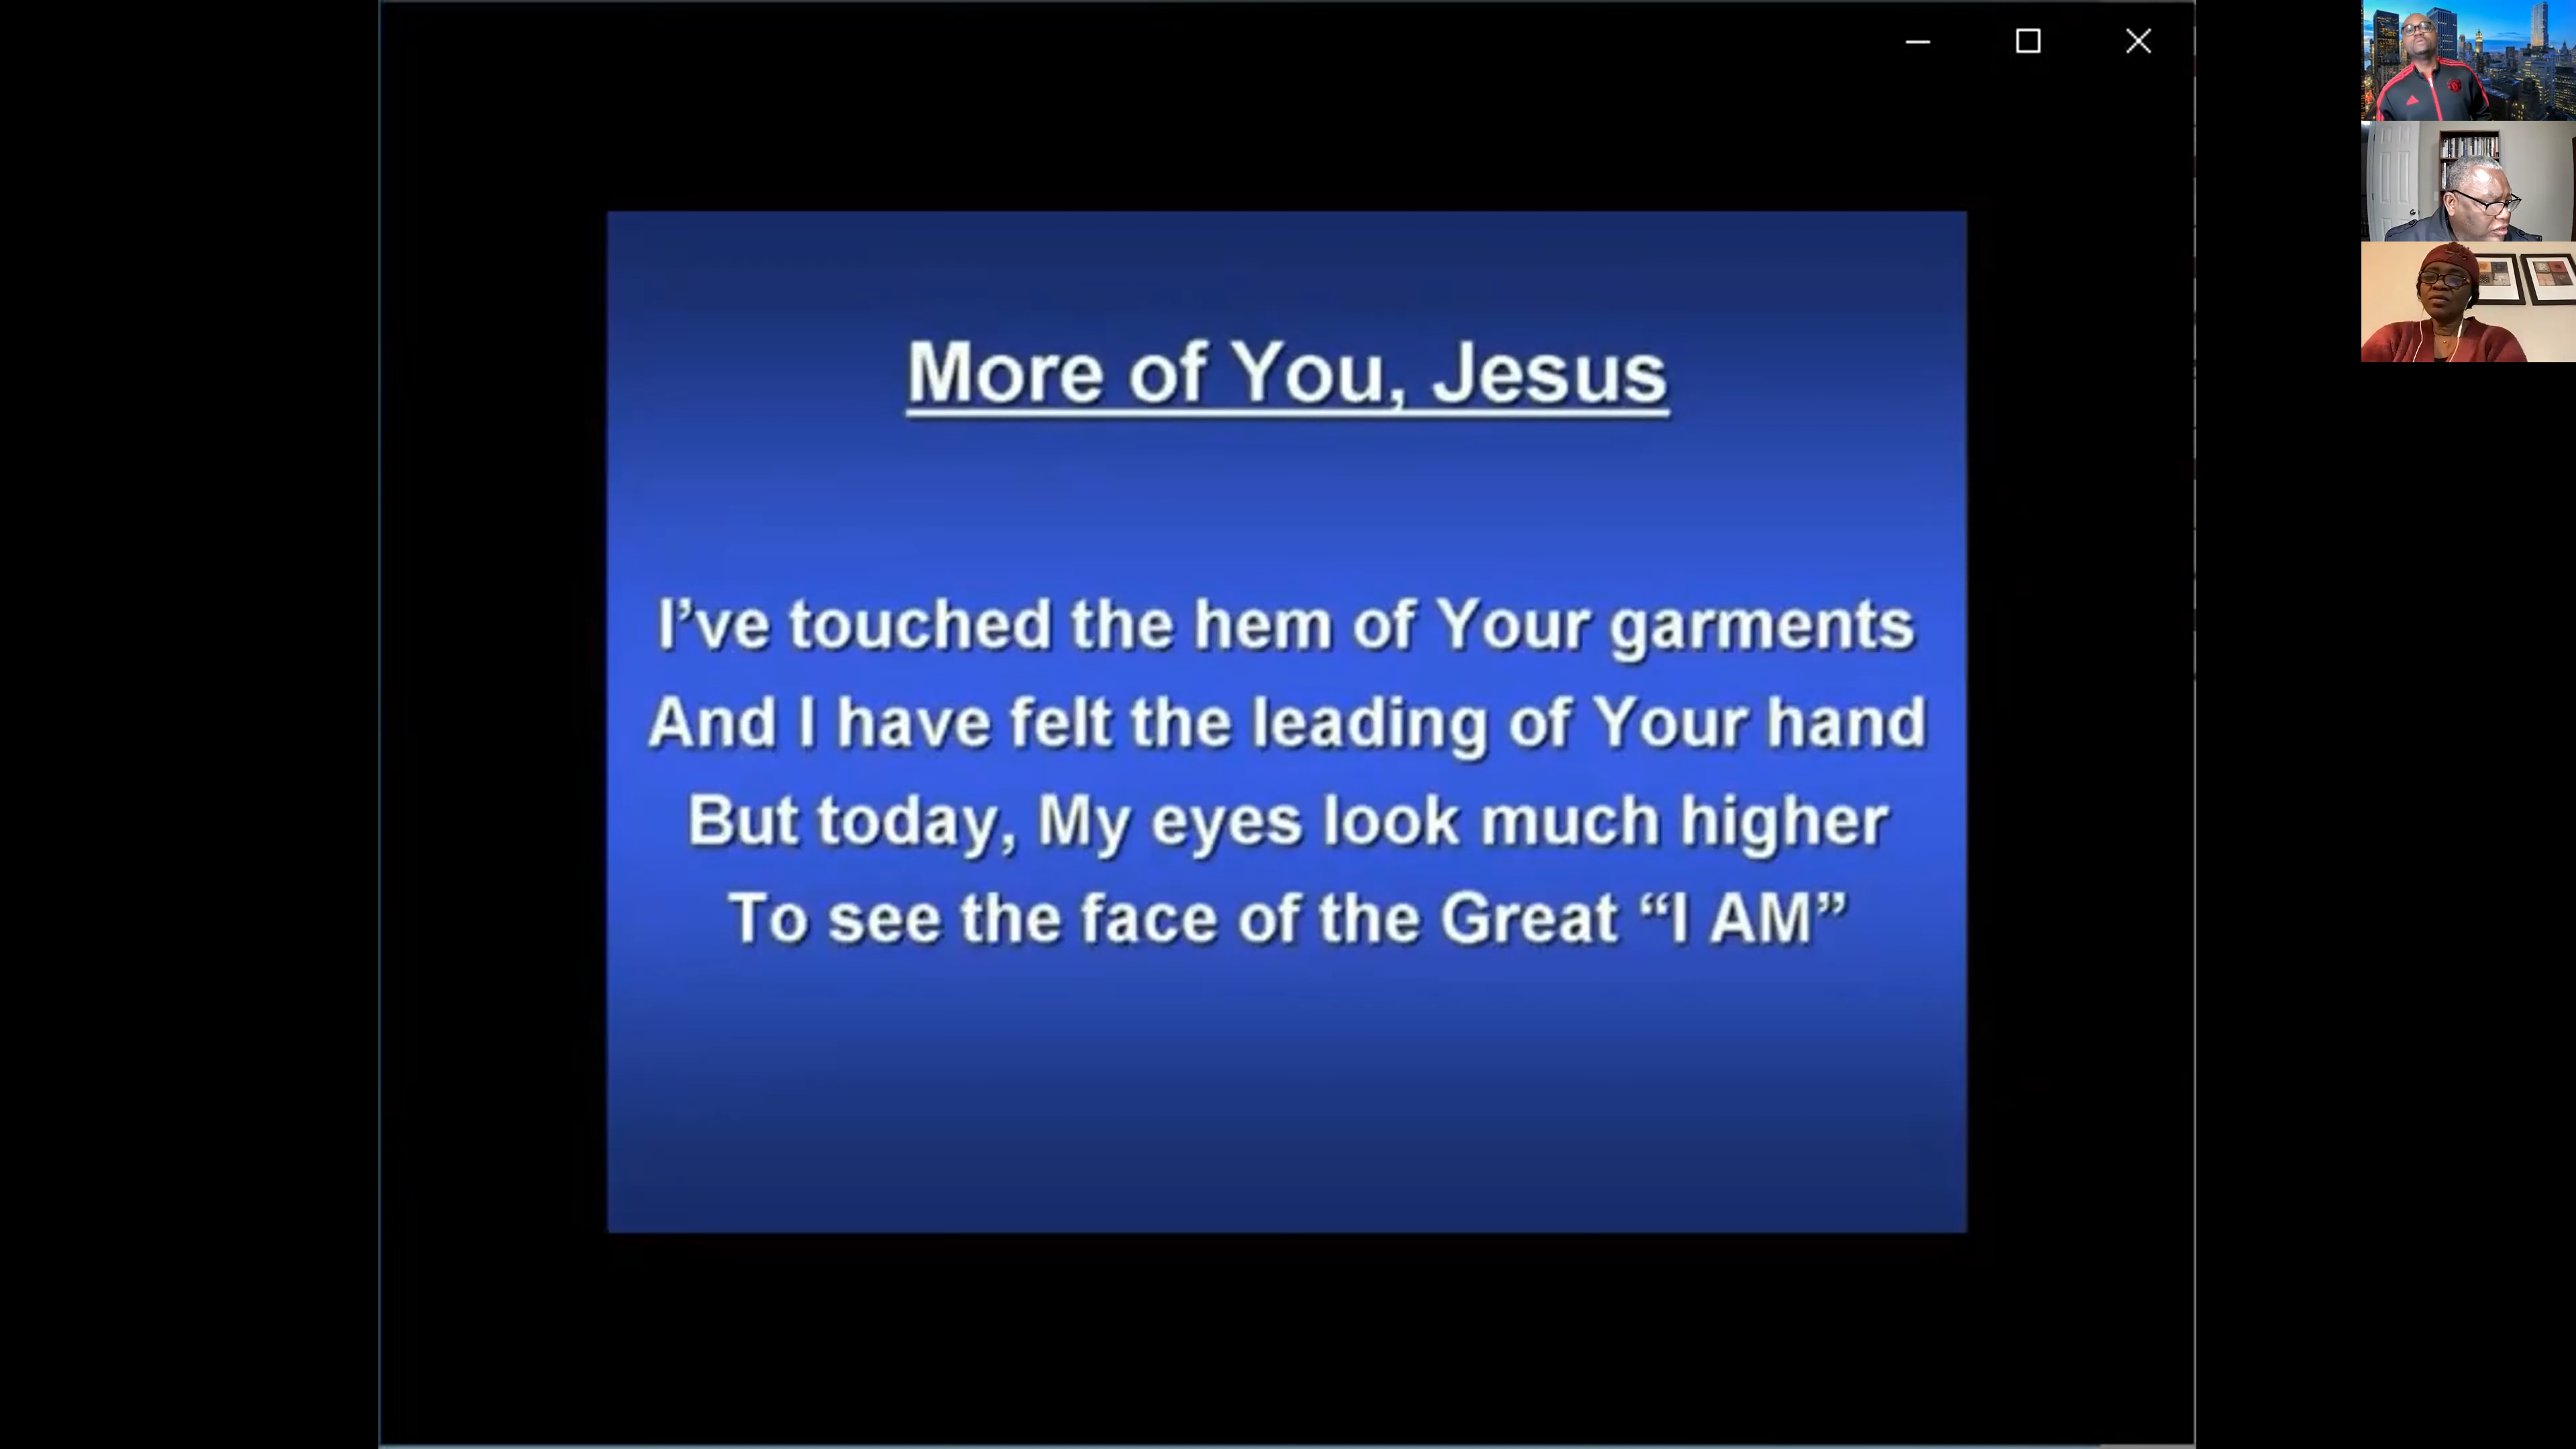 More of You, Jesus
I’ve touched the hem of Your garments
And I have felt the leading of Your hand
But today, My eyes look much higher
To see the face of the Great “I AM”